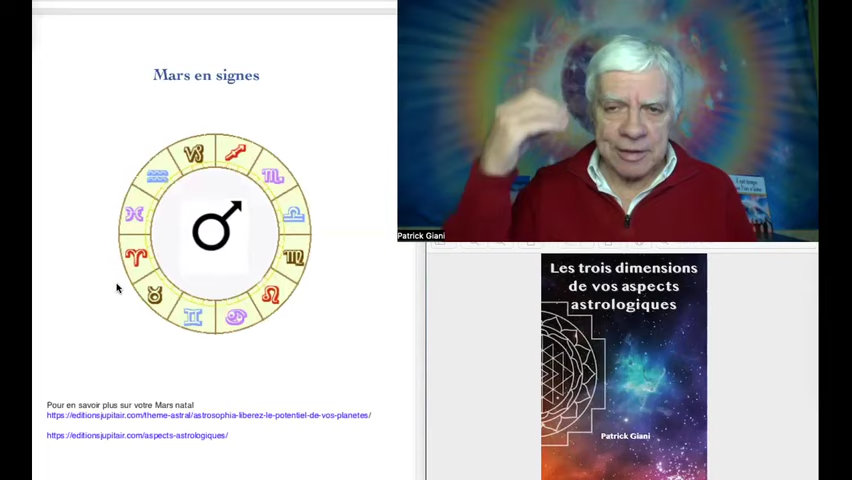 Mars en signes
Pour en savoir plus sur votre Mars natal
https://editionsjupitair.com/theme-astral/astrosophia-liberez-le-potentiel-de-vos-planetes/
https://editionsjupitair.com/aspects-astrologiques/
Patrick Giani
Les trois dimensions
de vos aspects
astrologiques
Patrick Giani